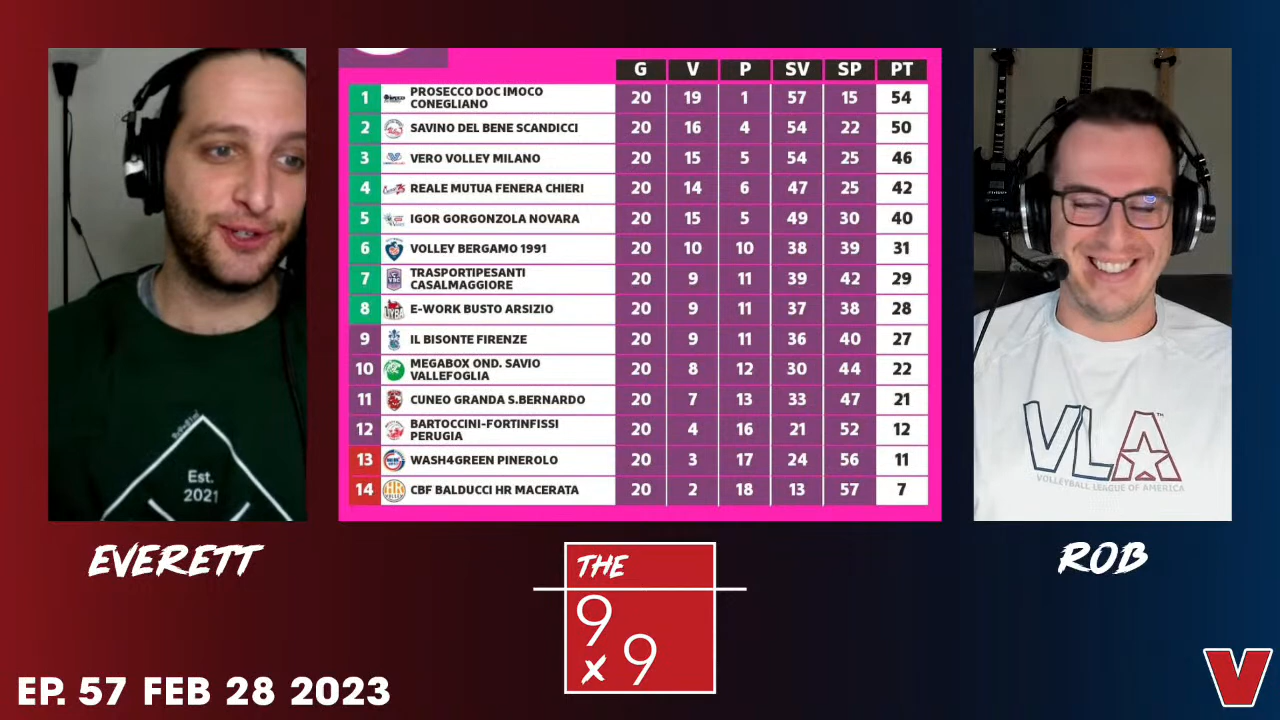 G V P SV SP PT
1 PROSECCO DOC IMOCO
CONEGLIANO 20 19 1 57 15 54
2 SAVINO DEL BENE SCANDICCI 20 16 4 54 22 50
3 VERO VOLLEY MILANO 20 15 5 54 25 46
4 REALE MUTUA FENERA CHIERI 20 14 6 47 25 42
5 IGOR GORGONZOLA NOVARA 20 15 5 49 30 40
6 VOLLEY BERGAMO 1991 20 10 10 38 39 31
7 TRASPORTIPESANTI
CASALMAGGIORE 20 9 11 39 42 29
8 E-WORK BUSTO ARSIZIO 20 9 11 37 38 28
9 IL BISONTE FIRENZE 20 9 11 36 40 27
10 MEGABOX OND. SAVIO
VALLEFOGLIA 20 8 12 30 44 22
11 CUNEO GRANDA S.BERNARDO 20 7 13 33 47 21
12 BARTOCCINI-FORTINFISSI
PERUGIA 20 4 16 21 52 12
13 WASH4GREEN PINEROLO 20 3 17 24 56 11
14 CBF BALDUCCI HR MACERATA 20 2 18 13 57 7
Est.
2021
VLA™
VOLLEYBALL LEAGUE OF AMERICA
EVERETT
ROB
THE
9
x 9
EP. 57 FEB 28 2023
V